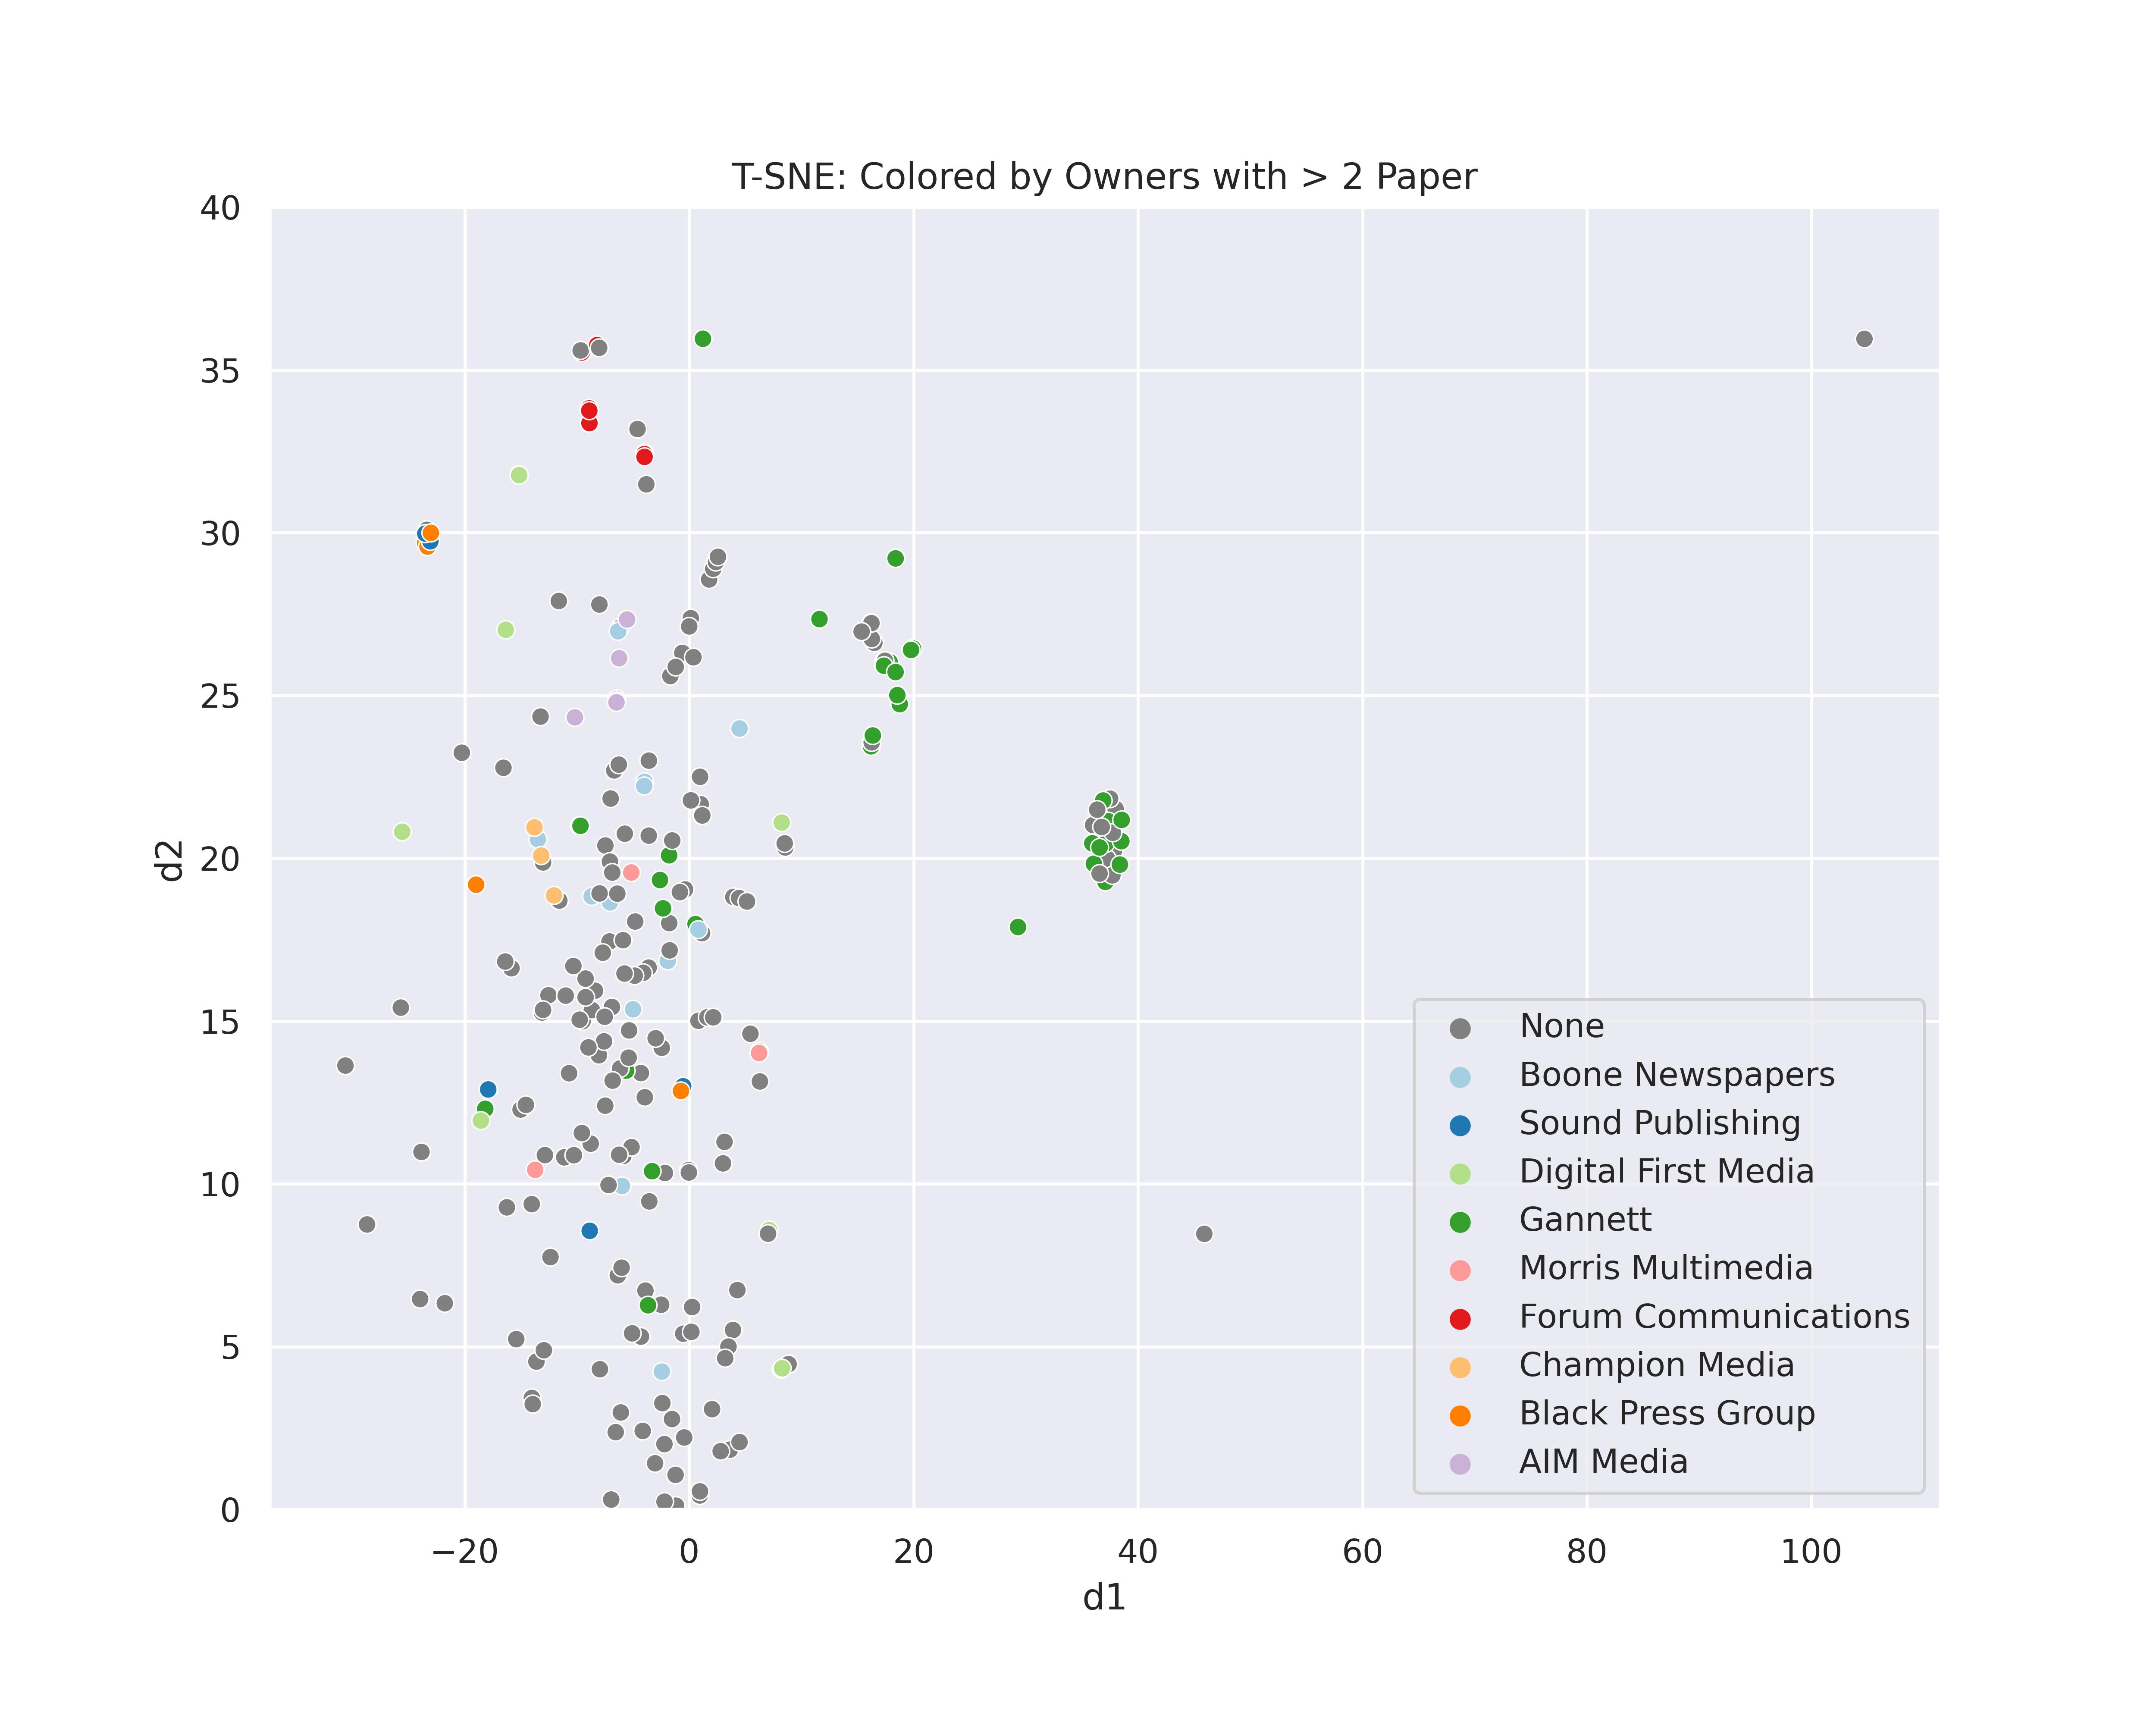 T-SNE: Colored by Owners with > 2 Paper
40
35
30
25
20
15
10
5
0
d2
−20 0 20 40 60 80 100
d1
None
Boone Newspapers
Sound Publishing
Digital First Media
Gannett
Morris Multimedia
Forum Communications
Champion Media
Black Press Group
AIM Media